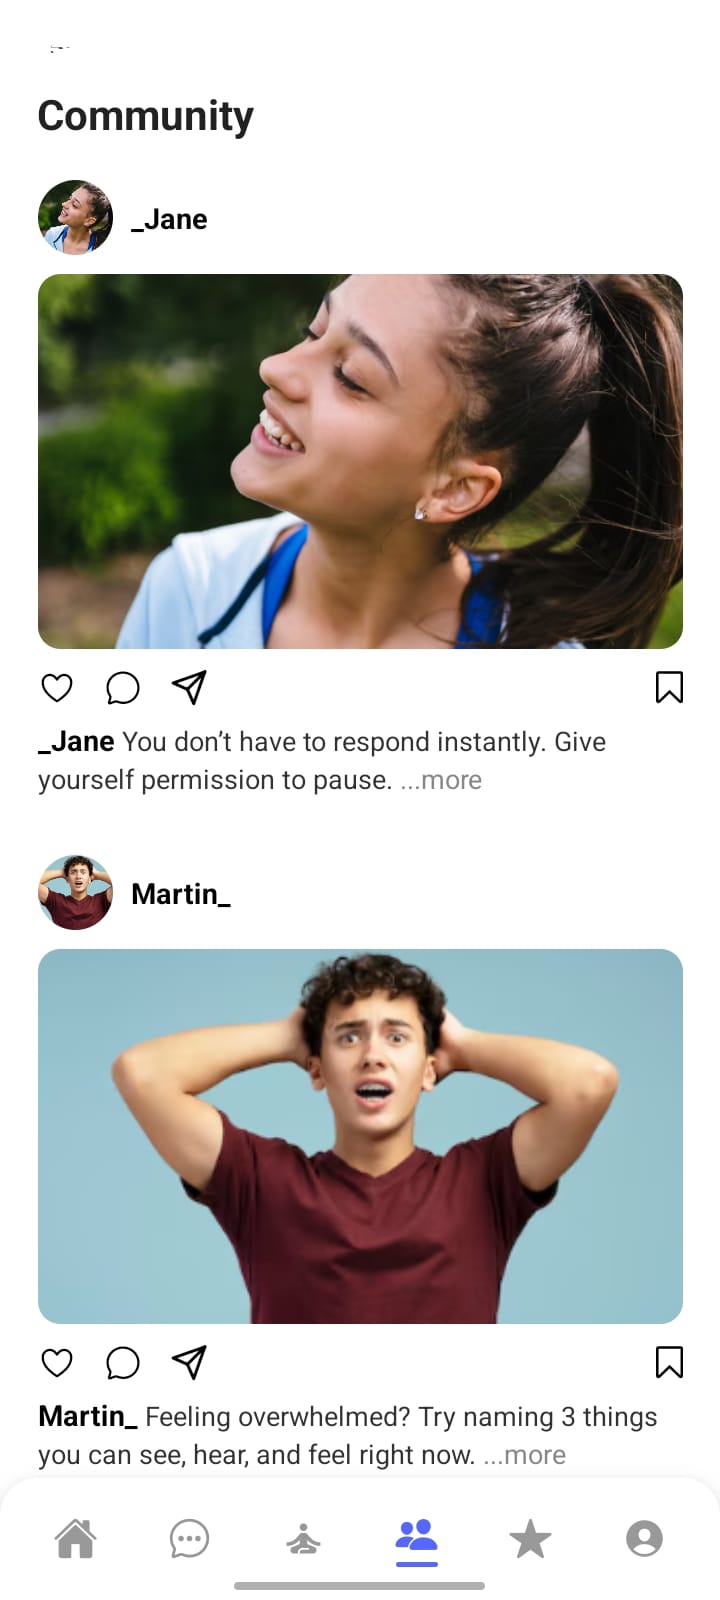 Community
_Jane
_Jane You don’t have to respond instantly. Give
yourself permission to pause. ...more
Martin_
Martin_ Feeling overwhelmed? Try naming 3 things
you can see, hear, and feel right now. ...more